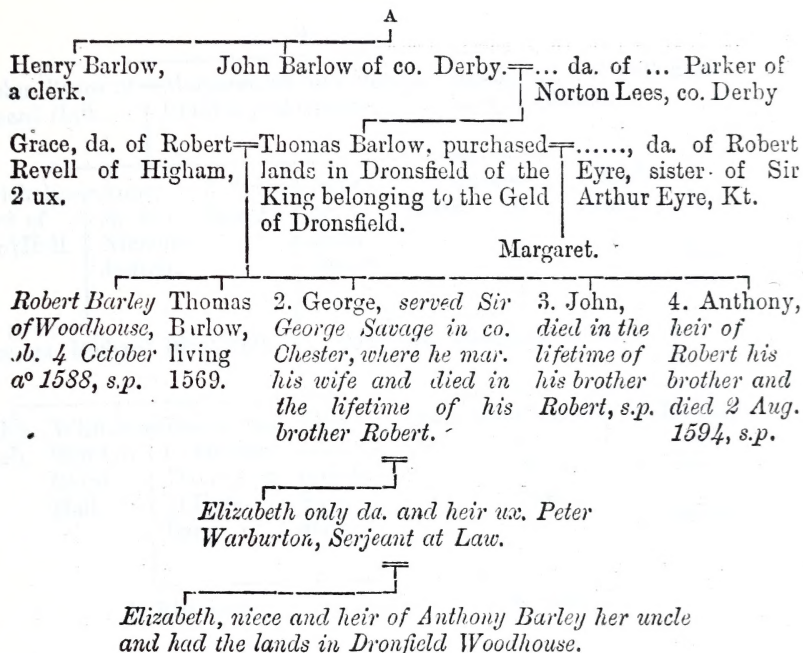 A
Henry Barlow,
a clerk.
John Barlow of co. Derby.
... da. of ... Parker of
Norton Lees, co. Derby
Grace, da. of Robert
Revell of Higham,
2 ux.
Thomas Barlow, purchased
lands in Dronsfield of the
King belonging to the Geld
of Dronsfield.
......, da. of Robert
Eyre, sister of Sir
Arthur Eyre, Kt.
Margaret.
Robert Barley
of Woodhouse,
ob. 4 October
aº 1588, s.p.
Thomas
Barlow,
living
1569.
2. George, served Sir
George Savage in co.
Chester, where he mar.
his wife and died in
the lifetime of his
brother Robert.
3. John,
died in the
lifetime of
his brother
Robert, s.p.
4. Anthony,
heir of
Robert his
brother and
died 2 Aug.
1594, s.p.
Elizabeth only da. and heir ux. Peter
Warburton, Serjeant at Law.
Elizabeth, niece and heir of Anthony Barley her uncle
and had the lands in Dronfield Woodhouse.